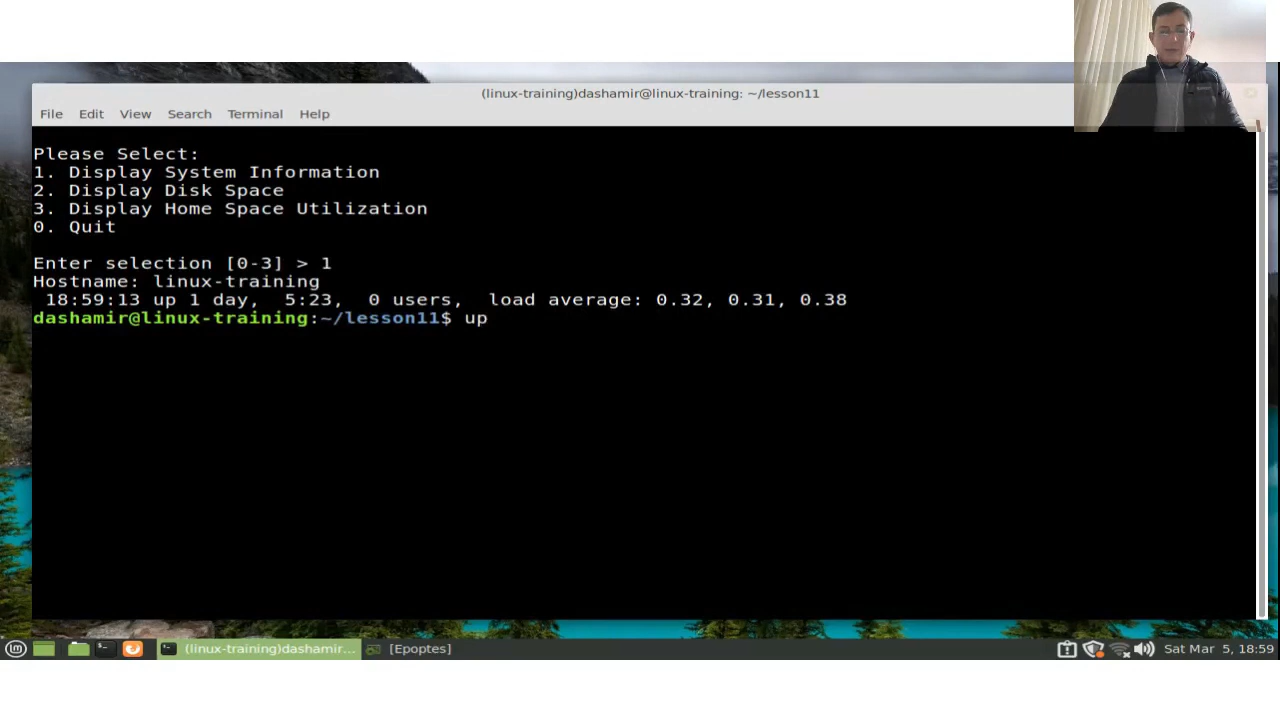 (linux-training)dashamir@linux-training: ~/lesson11
File Edit View Search Terminal Help
Please Select:
1. Display System Information
2. Display Disk Space
3. Display Home Space Utilization
0. Quit
Enter selection [0-3] > 1
Hostname: linux-training
18:59:13 up 1 day,  5:23,  0 users,  load average: 0.32, 0.31, 0.38
dashamir@linux-training:~/lesson11$ up
(linux-training)dashamir... [Epoptes] Sat Mar 5, 18:59